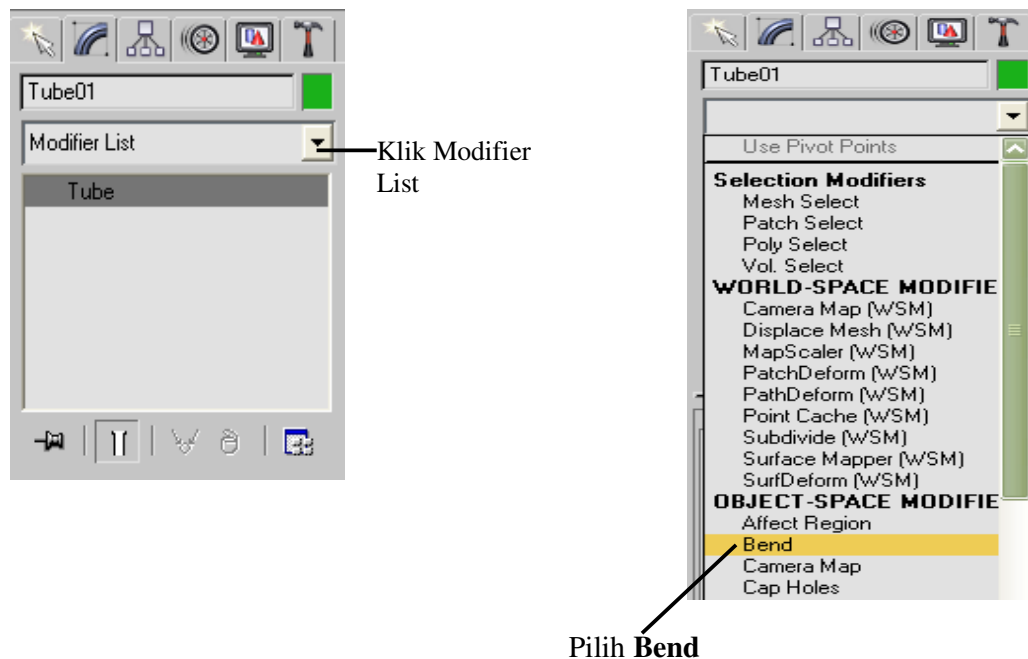 Tube01
Modifier List
Klik Modifier
List
Tube
Tube01
Use Pivot Points
Selection Modifiers
Mesh Select
Patch Select
Poly Select
Vol. Select
WORLD-SPACE MODIFIE
Camera Map (WSM)
Displace Mesh (WSM)
MapScaler (WSM)
PatchDeform (WSM)
PathDeform (WSM)
Point Cache (WSM)
Subdivide (WSM)
Surface Mapper (WSM)
SurfDeform (WSM)
OBJECT-SPACE MODIFIE
Affect Region
Bend
Camera Map
Cap Holes
Pilih Bend